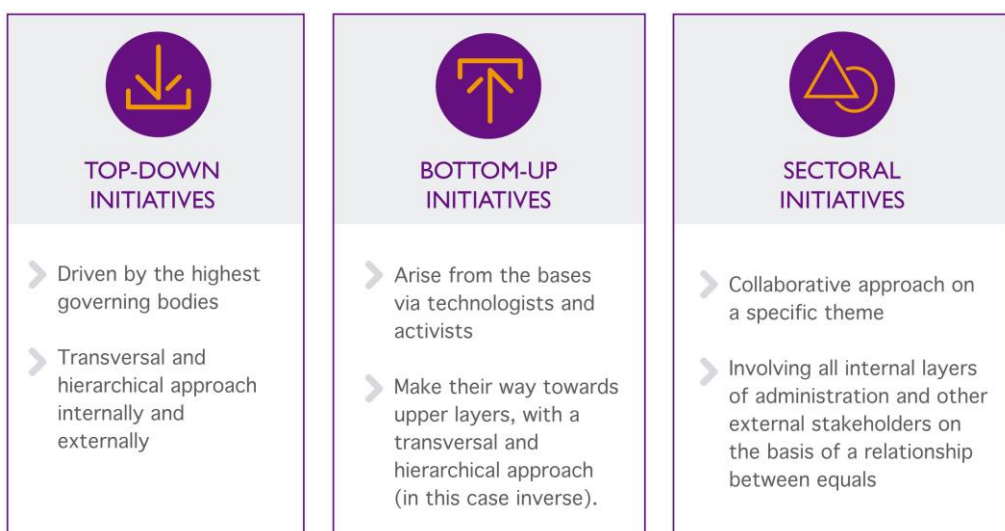 TOP-DOWN
INITIATIVES
Driven by the highest
governing bodies
Transversal and
hierarchical approach
internally and
externally
BOTTOM-UP
INITIATIVES
Arise from the bases
via technologists and
activists
Make their way towards
upper layers, with a
transversal and
hierarchical approach
(in this case inverse).
SECTORAL
INITIATIVES
Collaborative approach on
a specific theme
Involving all internal layers
of administration and other
external stakeholders on
the basis of a relationship
between equals